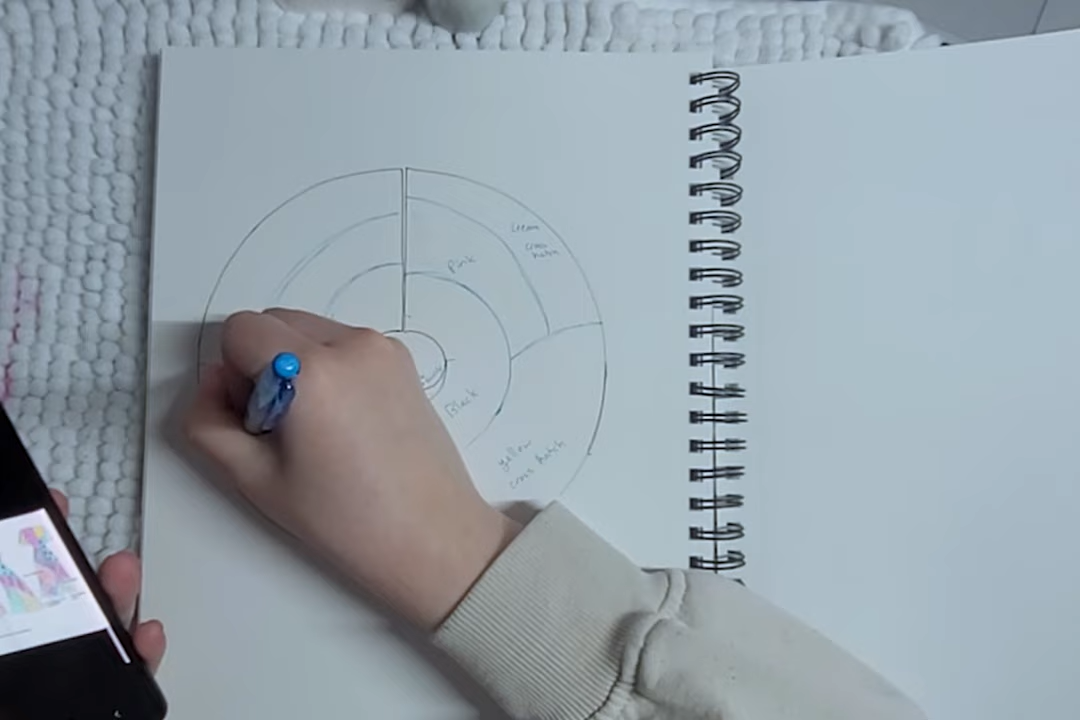 cream
cross
hatch
pink
Black
yellow
cross hatch